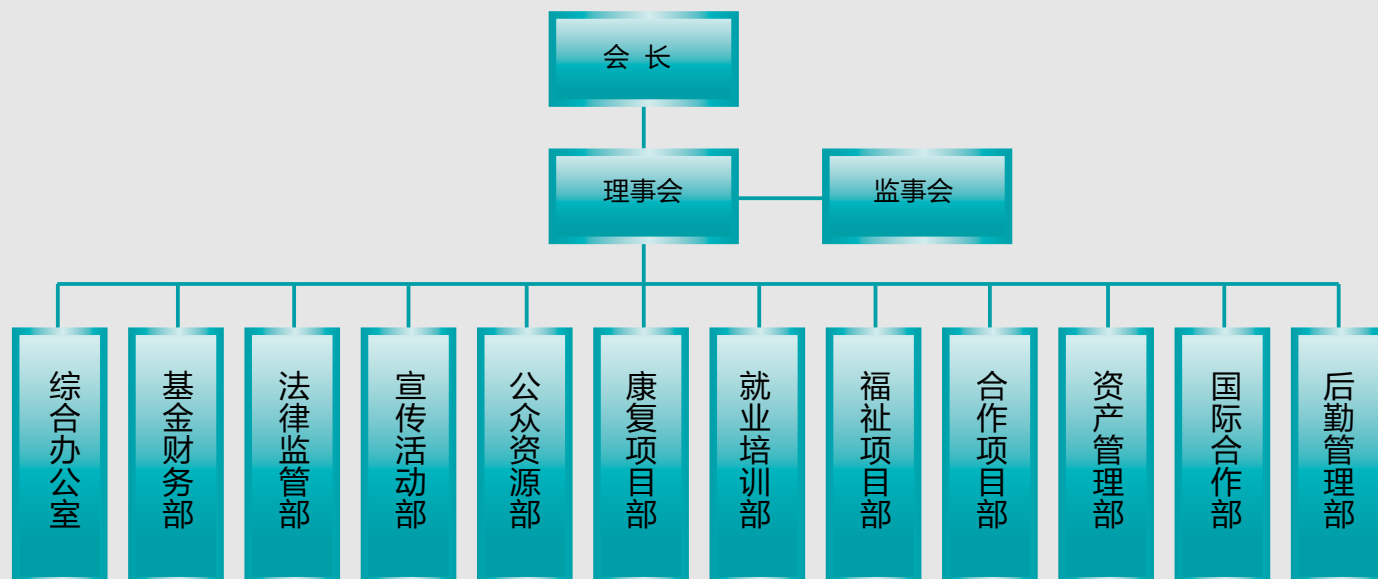 会 长
理事会
监事会
综合办公室
基金财务部
法律监管部
宣传活动部
公众资源部
康复项目部
就业培训部
福祉项目部
合作项目部
资产管理部
国际合作部
后勤管理部